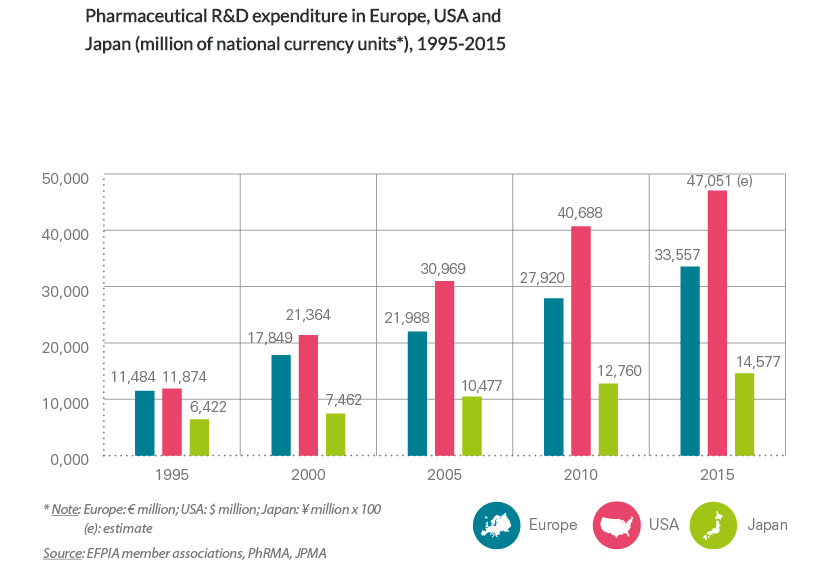 Pharmaceutical R&D expenditure in Europe, USA and
Japan (million of national currency units*), 1995-2015
50,000
47,051 (e)
40,000
40,688
33,557
30,000
30,969
27,920
21,364
21,988
20,000
17,849
14,577
12,760
11,484 11,874
10,477
10,000
6,422
7,462
0,000
1995 2000 2005 2010 2015
* Note: Europe: € million; USA: $ million; Japan: ¥ million x 100
(e): estimate
Source: EFPIA member associations, PhRMA, JPMA
Europe USA Japan